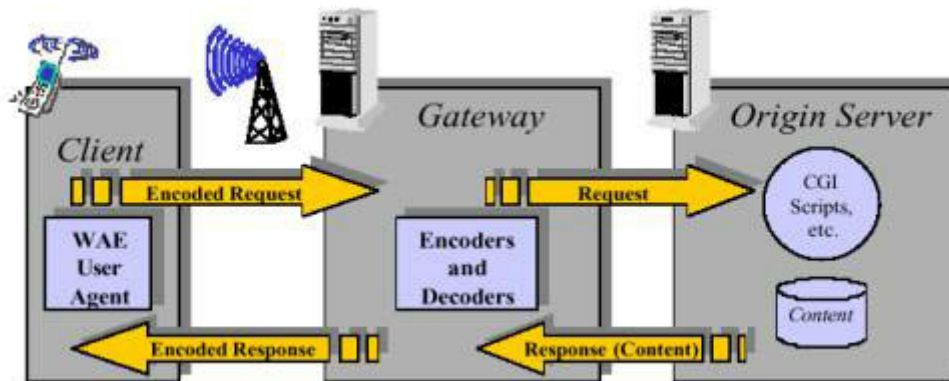 Client
Gateway
Origin Server
Encoded Request
Request
CGI
Scripts,
etc.
WAE
User
Agent
Encoders
and
Decoders
Content
Encoded Response
Response (Content)